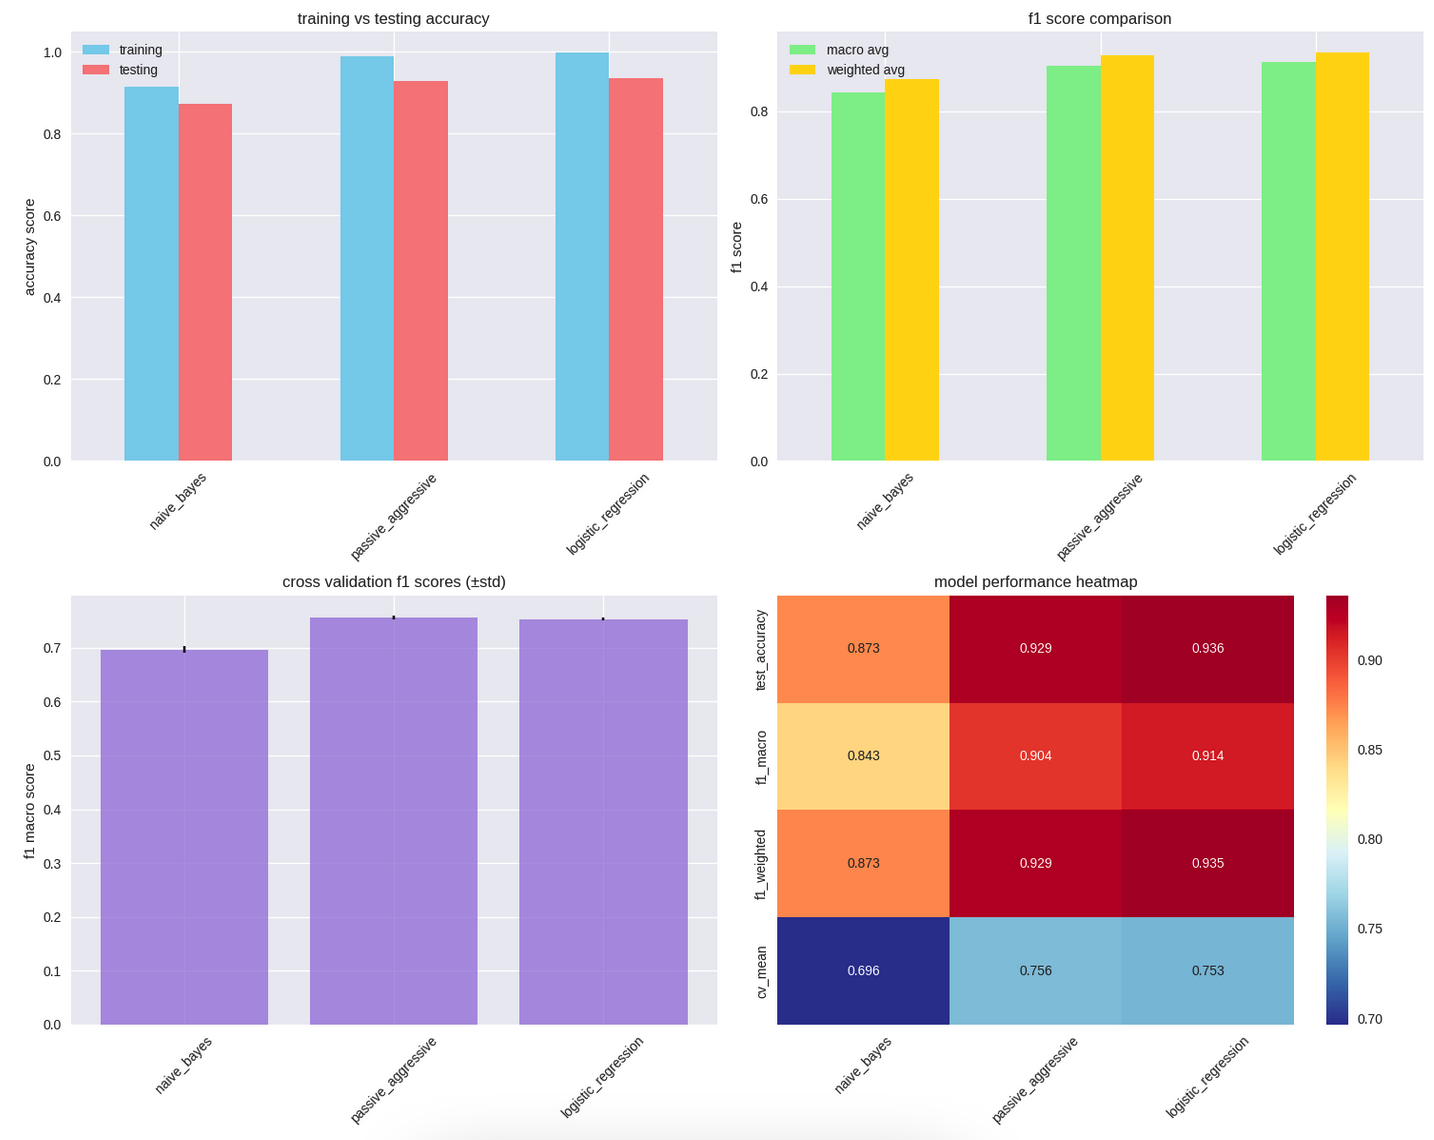 training vs testing accuracy
training
testing
accuracy score
1.0
0.8
0.6
0.4
0.2
0.0
naive_bayes
passive_aggressive
logistic_regression
f1 score comparison
macro avg
weighted avg
f1 score
0.8
0.6
0.4
0.2
0.0
naive_bayes
passive_aggressive
logistic_regression
cross validation f1 scores (±std)
f1 macro score
0.7
0.6
0.5
0.4
0.3
0.2
0.1
0.0
naive_bayes
passive_aggressive
logistic_regression
model performance heatmap
test_accuracy
0.873 0.929 0.936
f1_macro
0.843 0.904 0.914
f1_weighted
0.873 0.929 0.935
cv_mean
0.696 0.756 0.753
naive_bayes
passive_aggressive
logistic_regression
0.90
0.85
0.80
0.75
0.70